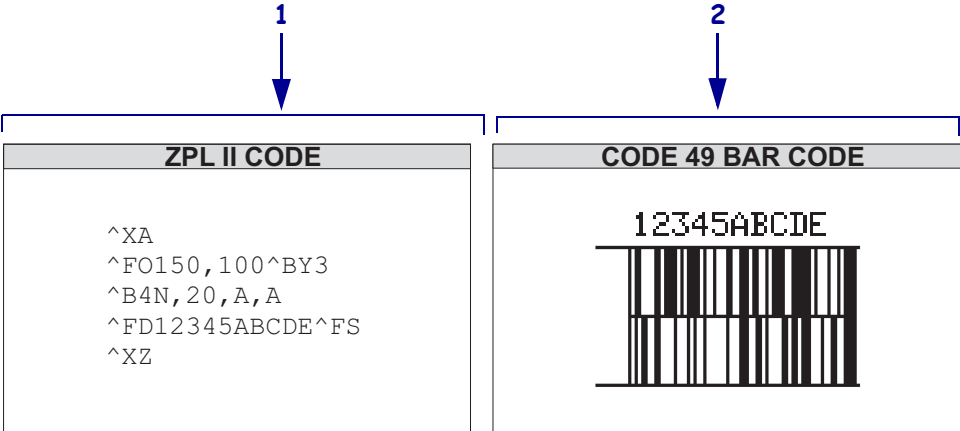 1
2
ZPL II CODE
^XA
^FO150,100^BY3
^B4N,20,A,A
^FD12345ABCDE^FS
^XZ
CODE 49 BAR CODE
12345ABCDE